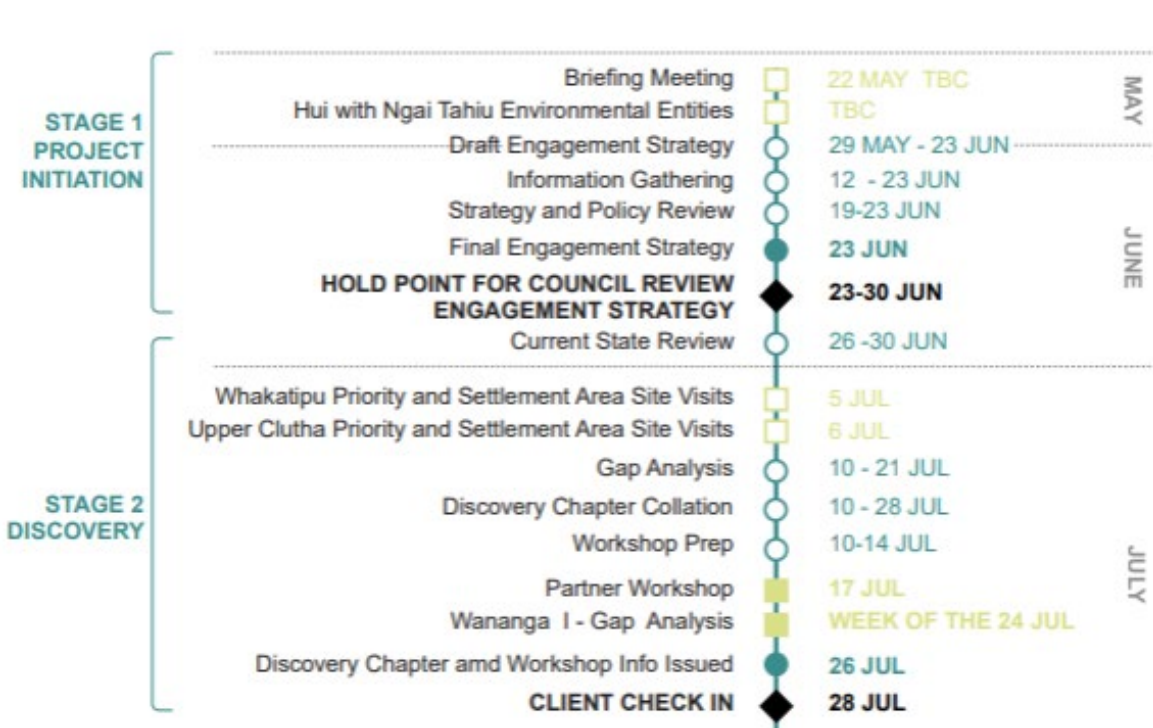 STAGE 1
PROJECT
INITIATION
Briefing Meeting 22 MAY TBC
Hui with Ngai Tahiu Environmental Entities TBC
MAY
Draft Engagement Strategy 29 MAY - 23 JUN
Information Gathering 12 - 23 JUN
Strategy and Policy Review 19-23 JUN
Final Engagement Strategy 23 JUN
HOLD POINT FOR COUNCIL REVIEW
ENGAGEMENT STRATEGY 23-30 JUN
JUNE
STAGE 2
DISCOVERY
Current State Review 26 -30 JUN
Whakatipu Priority and Settlement Area Site Visits 5 JUL
Upper Clutha Priority and Settlement Area Site Visits 6 JUL
Gap Analysis 10 - 21 JUL
Discovery Chapter Collation 10 - 28 JUL
Workshop Prep 10-14 JUL
Partner Workshop 17 JUL
Wananga I - Gap Analysis WEEK OF THE 24 JUL
Discovery Chapter amd Workshop Info Issued 26 JUL
CLIENT CHECK IN 28 JUL
JULY